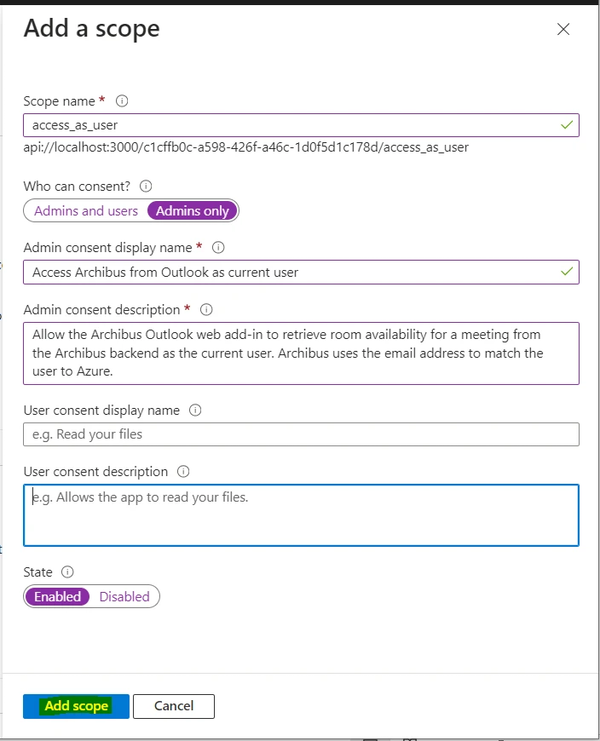 Add a scope
Scope name *
access_as_user
api://localhost:3000/c1cffb0c-a598-426f-a46c-1d0f5d1c178d/access_as_user
Who can consent?
Admins and users Admins only
Admin consent display name *
Access Archibus from Outlook as current user
Admin consent description *
Allow the Archibus Outlook web add-in to retrieve room availability for a meeting from
the Archibus backend as the current user. Archibus uses the email address to match the
user to Azure.
User consent display name
e.g. Read your files
User consent description
e.g. Allows the app to read your files.
State
Enabled Disabled
Add scope Cancel